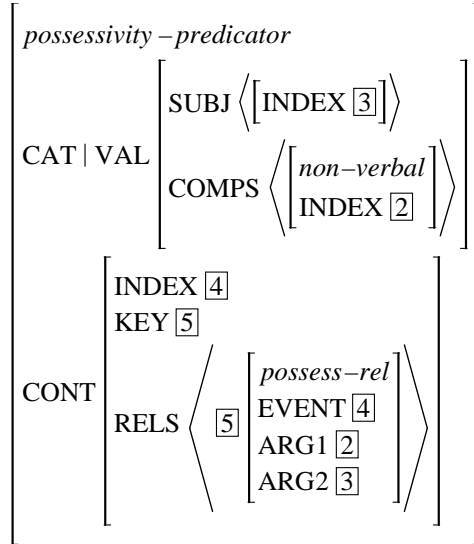 possessivity–predicator
SUBJ ⟨[INDEX 3]⟩
CAT | VAL
COMPS ⟨[non–verbal
INDEX 2]⟩
INDEX 4
KEY 5
CONT
possess–rel
RELS ⟨ 5 EVENT 4
ARG1 2
ARG2 3 ⟩